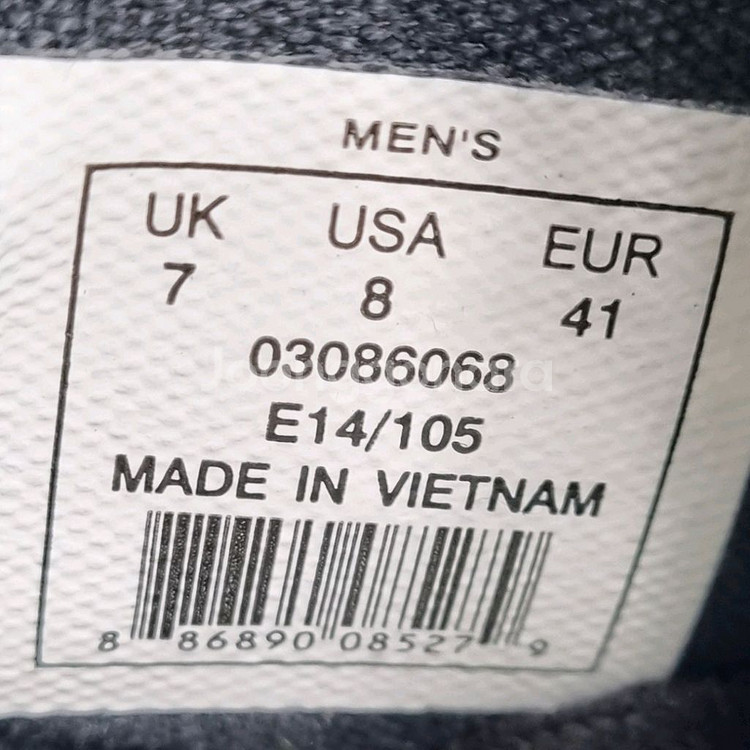 MEN'S
UK USA EUR
7 8 41
03086068
E14/105
MADE IN VIETNAM
8 86890 08527 9